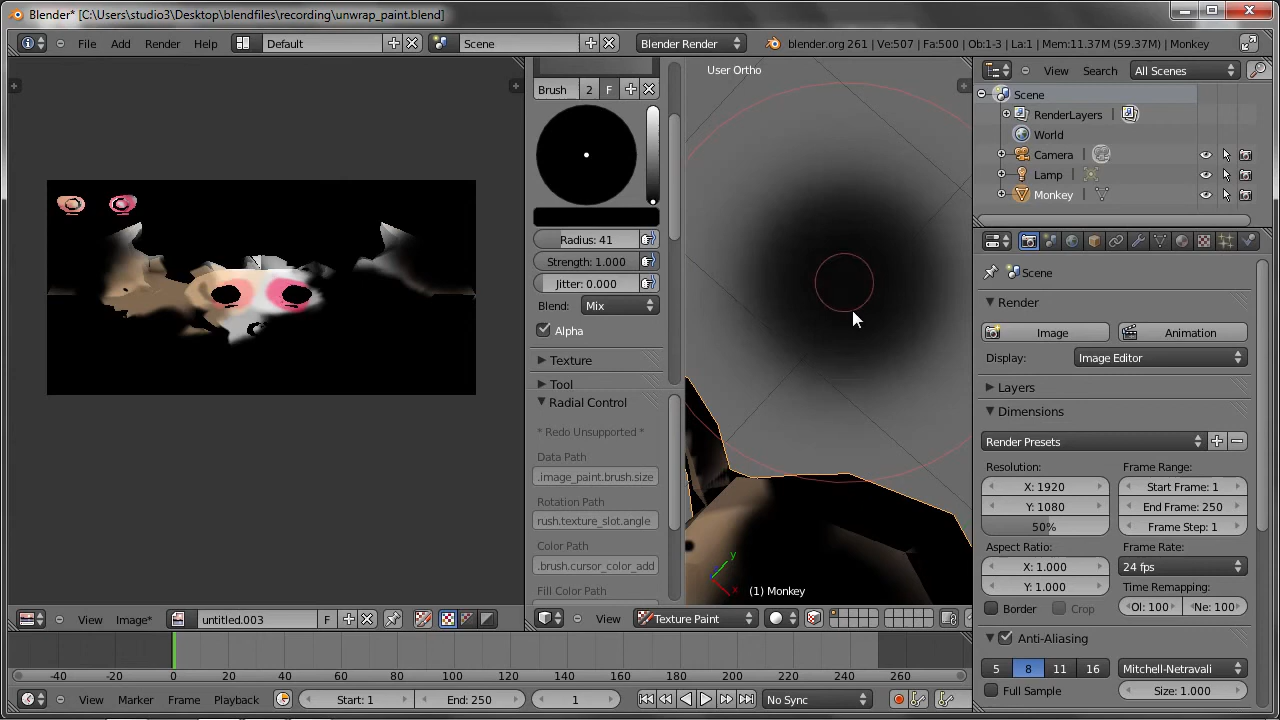 Blender* [C:\Users\studio3\Desktop\blendfiles\recording\unwrap_paint.blend]
File Add Render Help Default Scene Blender Render blender.org 261 | Ve:507 | Fa:500 | Ob:1-3 | La:1 | Mem:11.37M (59.37M) | Monkey
Brush 2 F
Radius: 41
Strength: 1.000
Jitter: 0.000
Blend: Mix
Alpha
Texture
Tool
Radial Control
* Redo Unsupported *
Data Path
.image_paint.brush.size
Rotation Path
rush.texture_slot.angle
Color Path
.brush.cursor_color_add
Fill Color Path
User Ortho
y
x
(1) Monkey
View Search All Scenes
Scene
RenderLayers
World
Camera
Lamp
Monkey
Scene
Render
Image Animation
Display: Image Editor
Layers
Dimensions
Render Presets
Resolution: Frame Range:
X: 1920 Start Frame: 1
Y: 1080 End Frame: 250
50% Frame Step: 1
Aspect Ratio: Frame Rate:
X: 1.000 24 fps
Y: 1.000 Time Remapping:
Border Crop Ol: 100 Ne: 100
Anti-Aliasing
5 8 11 16 Mitchell-Netravali
Full Sample Size: 1.000
View Image* untitled.003 F View Texture Paint
-40 -20 0 20 40 60 80 100 120 140 160 180 200 220 240 260
View Marker Frame Playback Start: 1 End: 250 1 No Sync